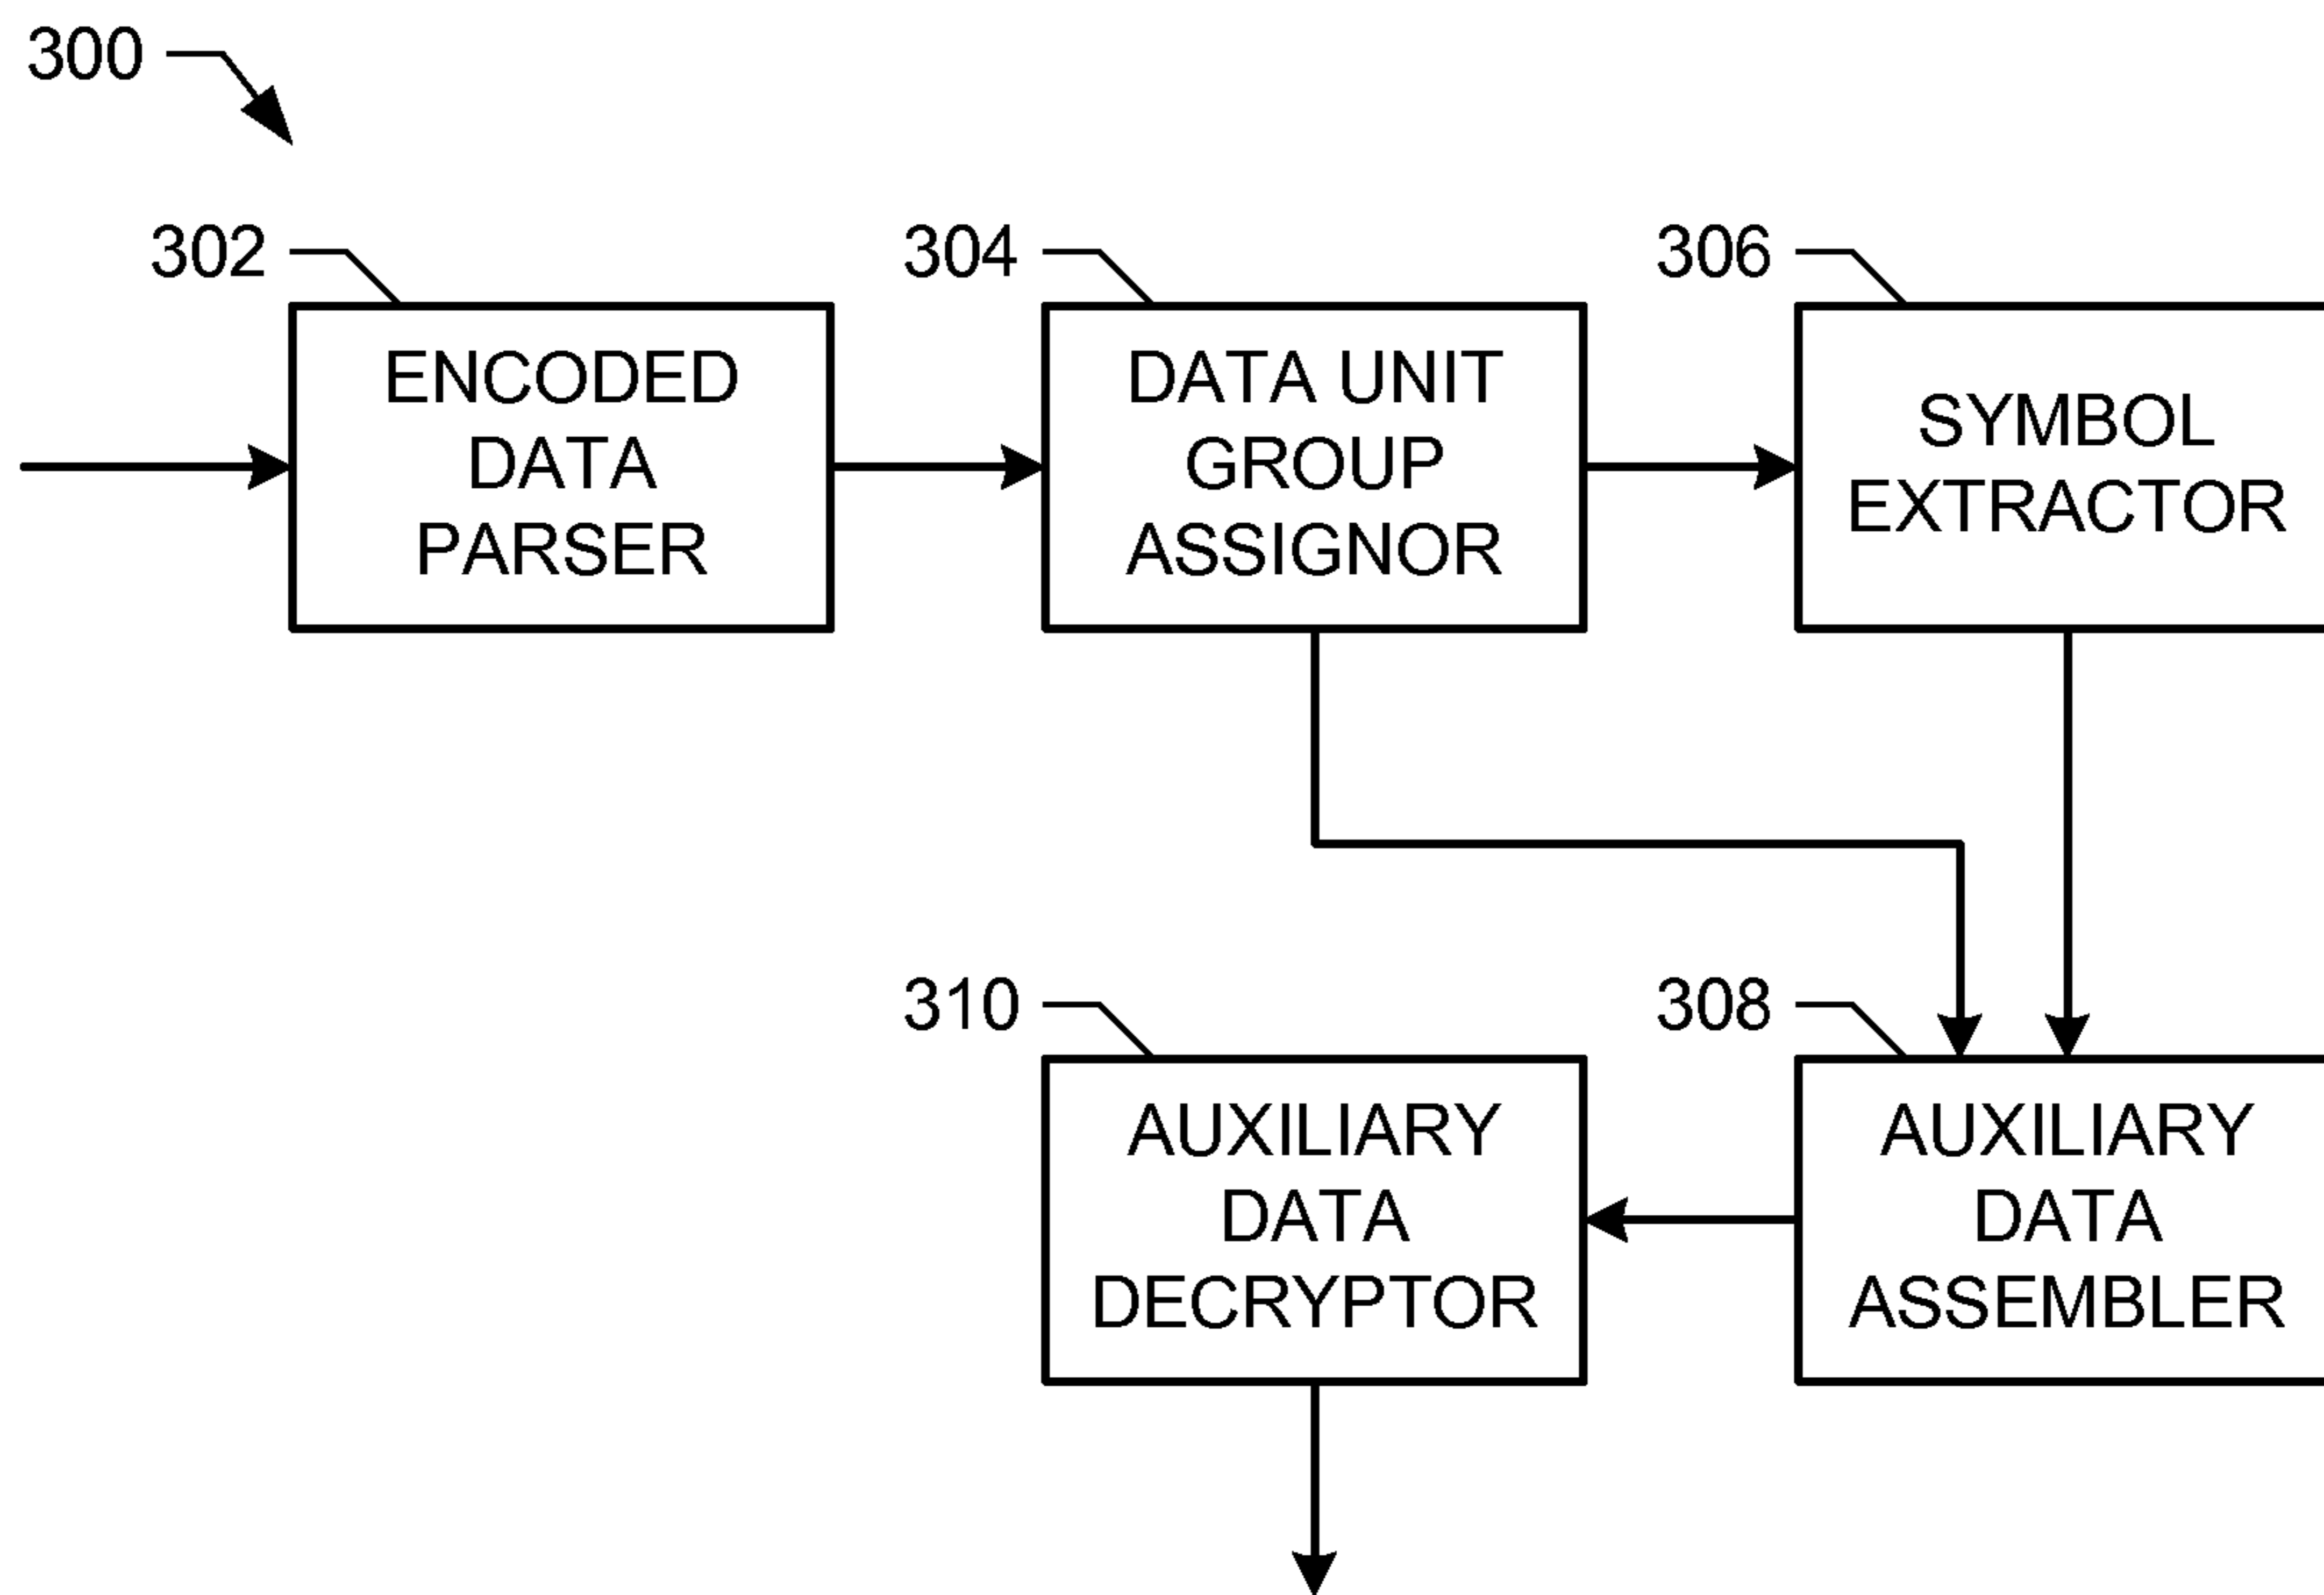 300
302
304
306
ENCODED
DATA
PARSER
DATA UNIT
GROUP
ASSIGNOR
SYMBOL
EXTRACTOR
310
308
AUXILIARY
DATA
DECRYPTOR
AUXILIARY
DATA
ASSEMBLER